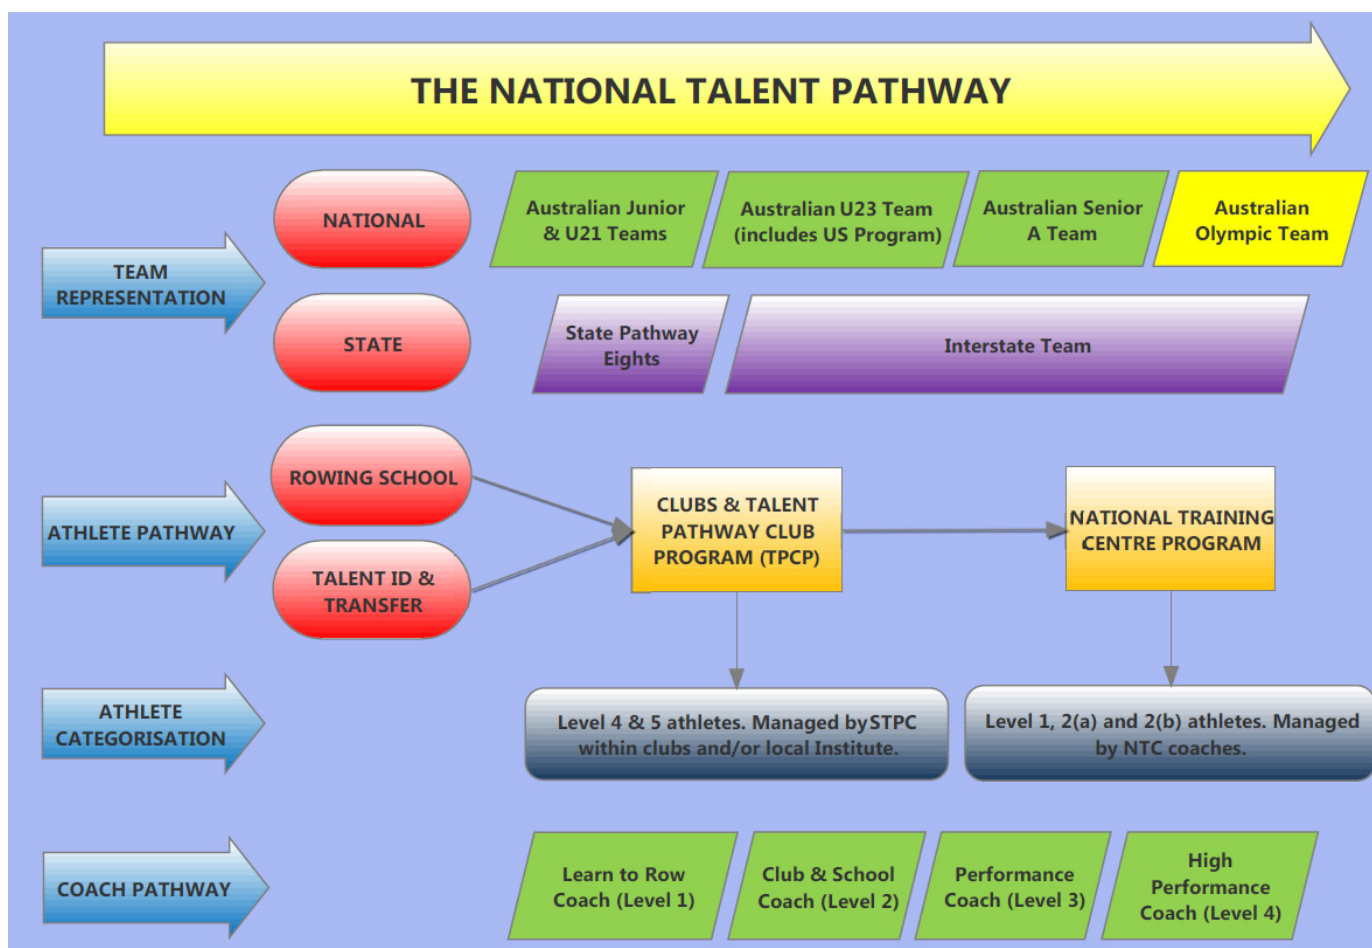 THE NATIONAL TALENT PATHWAY
TEAM
REPRESENTATION
NATIONAL
Australian Junior
& U21 Teams
Australian U23 Team
(includes US Program)
Australian Senior
A Team
Australian
Olympic Team
STATE
State Pathway
Eights
Interstate Team
ATHLETE PATHWAY
ROWING SCHOOL
TALENT ID &
TRANSFER
CLUBS & TALENT
PATHWAY CLUB
PROGRAM (TPCP)
NATIONAL TRAINING
CENTRE PROGRAM
ATHLETE
CATEGORISATION
Level 4 & 5 athletes. Managed by STPC
within clubs and/or local Institute.
Level 1, 2(a) and 2(b) athletes. Managed
by NTC coaches.
COACH PATHWAY
Learn to Row
Coach (Level 1)
Club & School
Coach (Level 2)
Performance
Coach (Level 3)
High
Performance
Coach (Level 4)